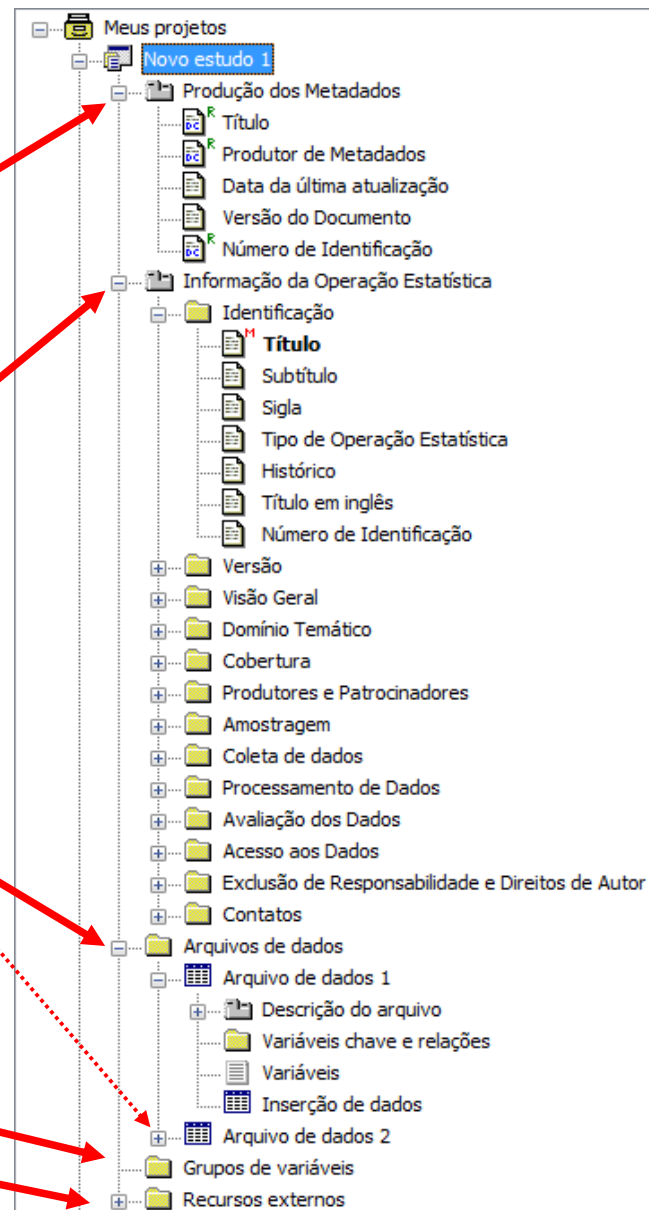 Meus projetos
Novo estudo 1
Produção dos Metadados
DC R Título
DC R Produtor de Metadados
Data da última atualização
Versão do Documento
DC R Número de Identificação
Informação da Operação Estatística
Identificação
M Título
Subtítulo
Sigla
Tipo de Operação Estatística
Histórico
Título em inglês
Número de Identificação
Versão
Visão Geral
Domínio Temático
Cobertura
Produtores e Patrocinadores
Amostragem
Coleta de dados
Processamento de Dados
Avaliação dos Dados
Acesso aos Dados
Exclusão de Responsabilidade e Direitos de Autor
Contatos
Arquivos de dados
Arquivo de dados 1
Descrição do arquivo
Variáveis chave e relações
Variáveis
Inserção de dados
Arquivo de dados 2
Grupos de variáveis
Recursos externos